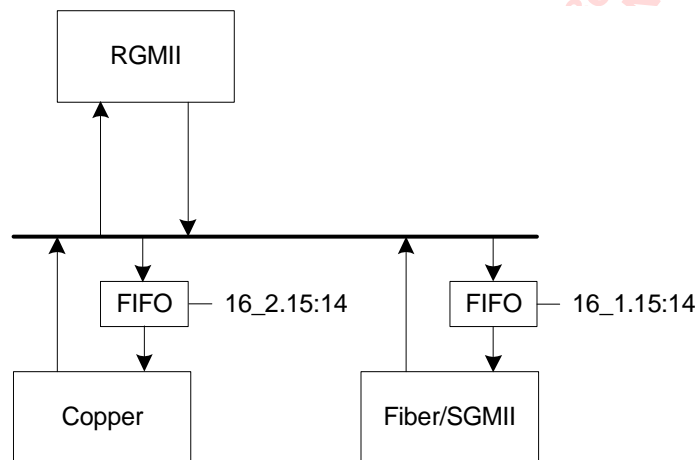 RGMII
FIFO
16_2.15:14
FIFO
16_1.15:14
Copper
Fiber/SGMII